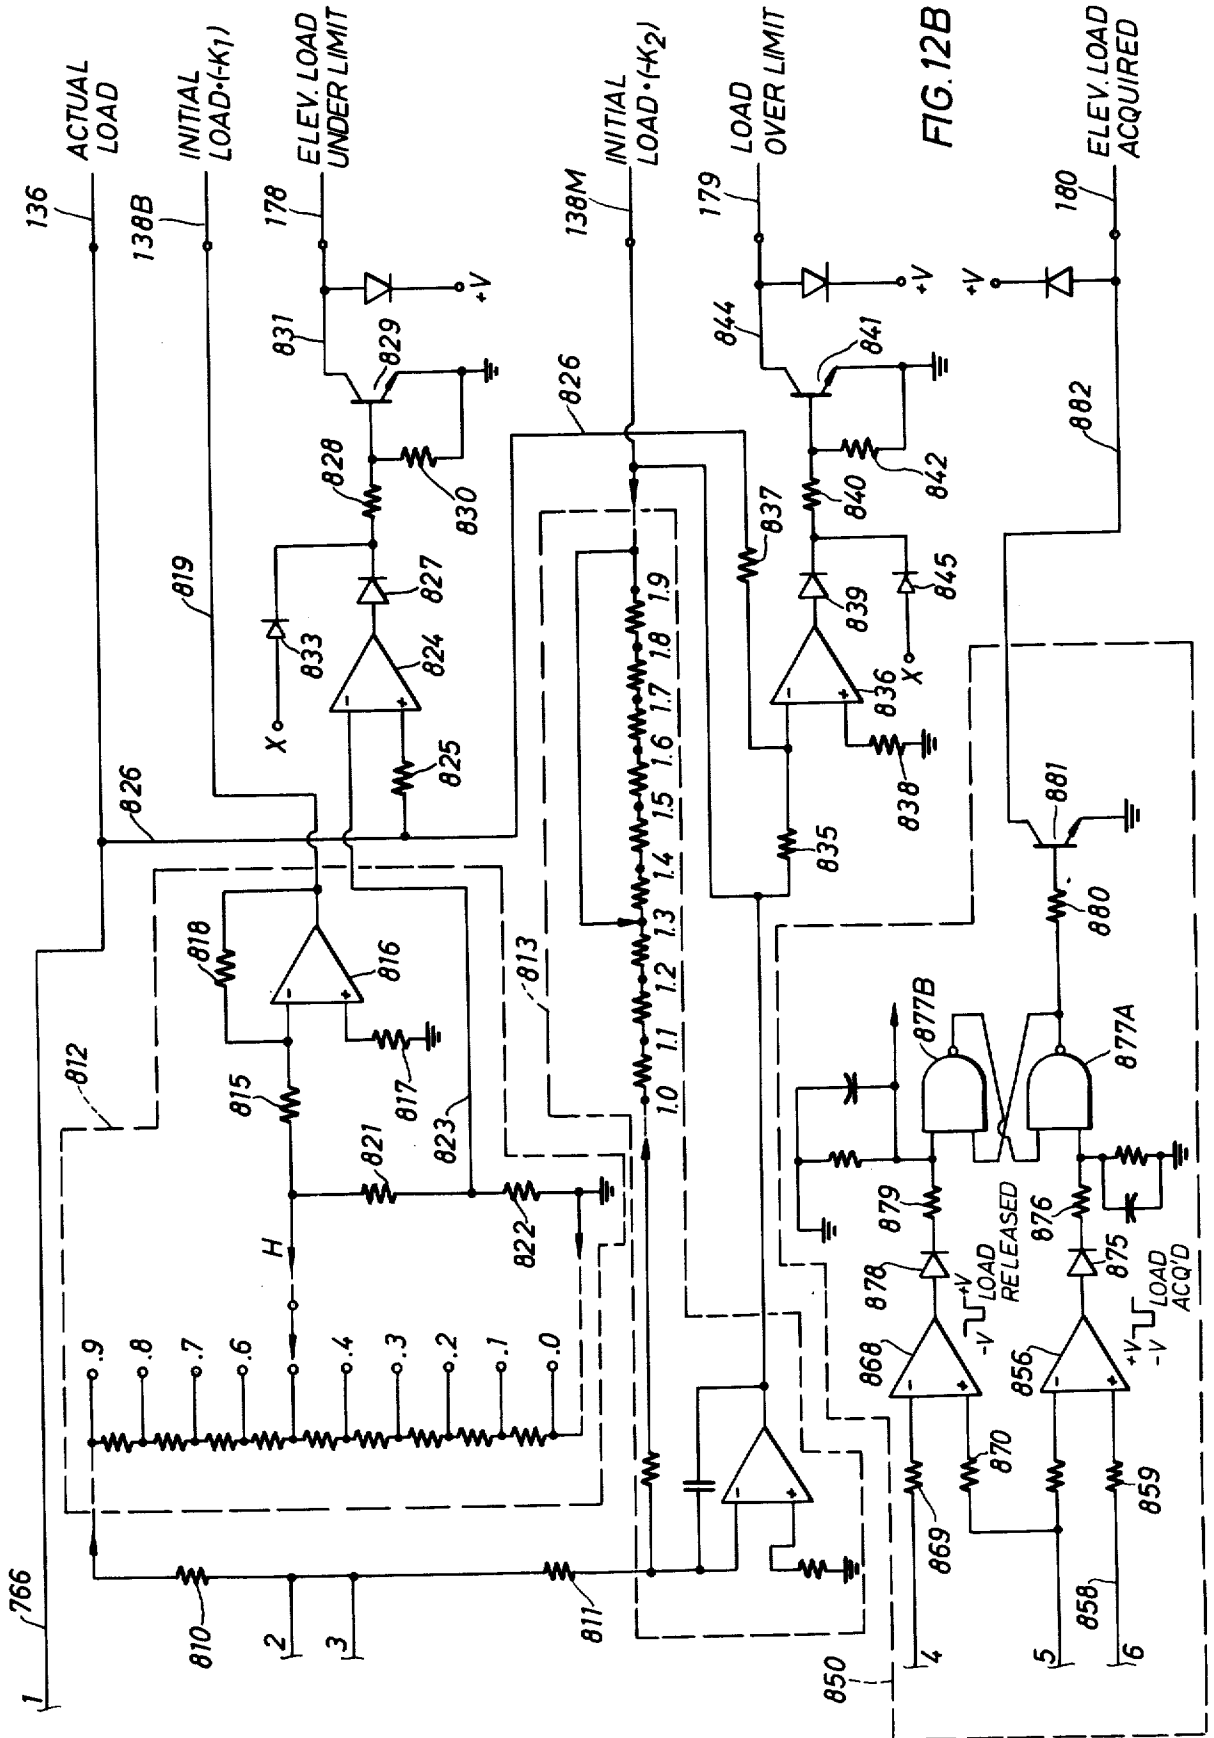 1
766
136
ACTUAL
LOAD
138B
INITIAL
LOAD•(-K1)
819
812
826
818
816
815
817
821
823
822
H
.9
.8
.7
.6
.4
.3
.2
.1
.0
810
2
3
811
X
833
827
824
825
828
830
829
831
+V
178
ELEV. LOAD
UNDER LIMIT
826
813
1.0
1.1
1.2
1.3
1.4
1.5
1.6
1.7
1.8
1.9
138M
INITIAL
LOAD•(-K2)
837
835
836
838
839
X
845
840
842
841
844
+V
179
LOAD
OVER LIMIT
FIG. 12B
850
4
5
6
858
869
870
859
868
856
878
879
-V
+V
LOAD
RELEASED
875
876
+V
-V
LOAD
ACQ'D
877B
877A
880
881
882
+V
180
ELEV. LOAD
ACQUIRED
-
+
-
+
-
+
-
+
-
+
-
+